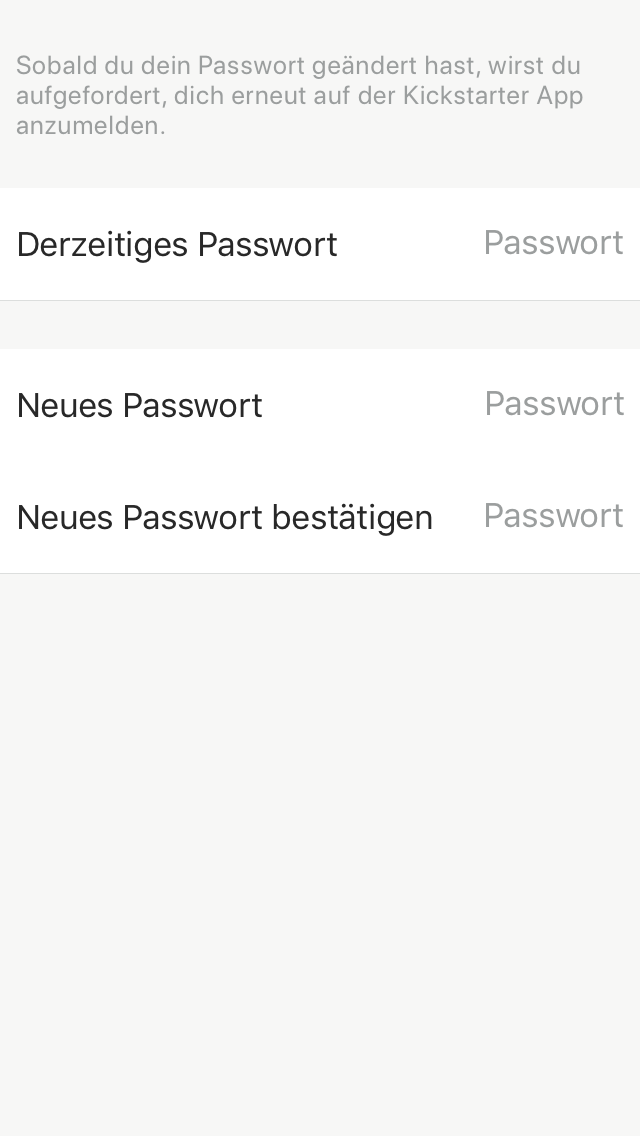 Sobald du dein Passwort geändert hast, wirst du
aufgefordert, dich erneut auf der Kickstarter App
anzumelden.
Derzeitiges Passwort Passwort
Neues Passwort Passwort
Neues Passwort bestätigen Passwort